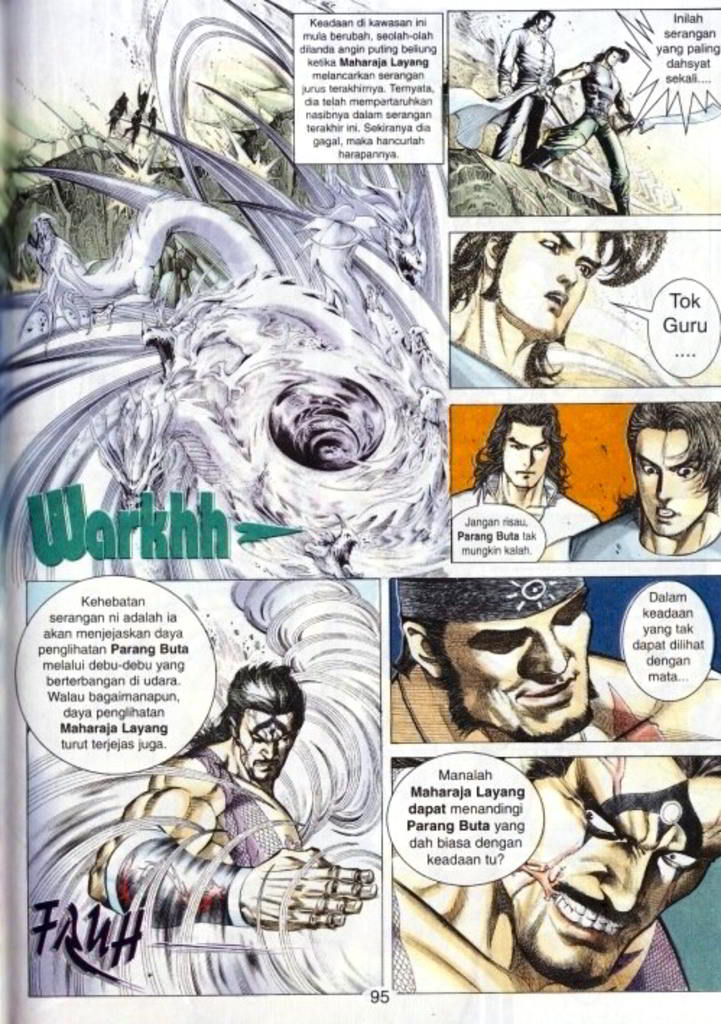 Keadaan di kawasan ini
mula berubah, seolah-olah
dilanda angin puting beliung
ketika Maharaja Layang
melancarkan serangan
jurus terakhirnya. Ternyata,
dia telah mempertaruhkan
nasibnya dalam serangan
terakhir ini. Sekiranya dia
gagal, maka hancurlah
harapannya.
Inilah
serangan
yang paling
dahsyat
sekali....
Tok
Guru
....
Jangan risau,
Parang Buta tak
mungkin kalah.
Warkhh
Kehebatan
serangan ni adalah ia
akan menjejaskan daya
penglihatan Parang Buta
melalui debu-debu yang
berterbangan di udara.
Walau bagaimanapun,
daya penglihatan
Maharaja Layang
turut terjejas juga.
FAUH
Dalam
keadaan
yang tak
dapat dilihat
dengan
mata...
Manalah
Maharaja Layang
dapat menandingi
Parang Buta yang
dah biasa dengan
keadaan tu?
95